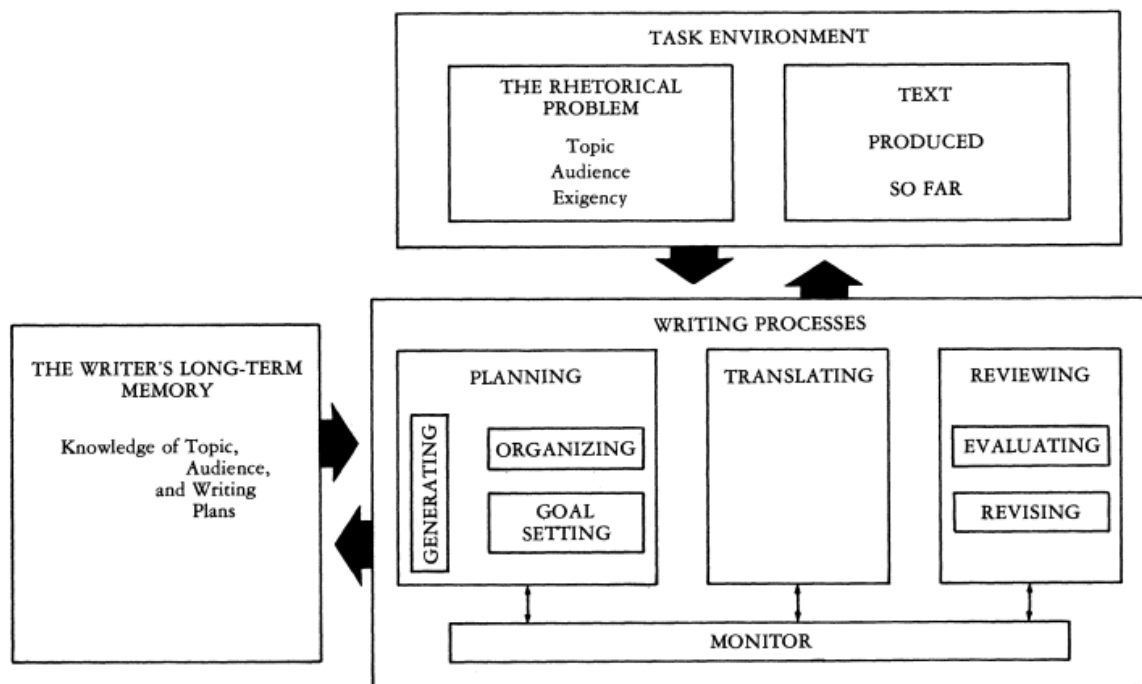 TASK ENVIRONMENT
THE RHETORICAL
PROBLEM
Topic
Audience
Exigency
TEXT
PRODUCED
SO FAR
THE WRITER'S LONG-TERM
MEMORY
Knowledge of Topic,
Audience,
and Writing
Plans
WRITING PROCESSES
PLANNING
GENERATING
ORGANIZING
GOAL
SETTING
TRANSLATING
REVIEWING
EVALUATING
REVISING
MONITOR